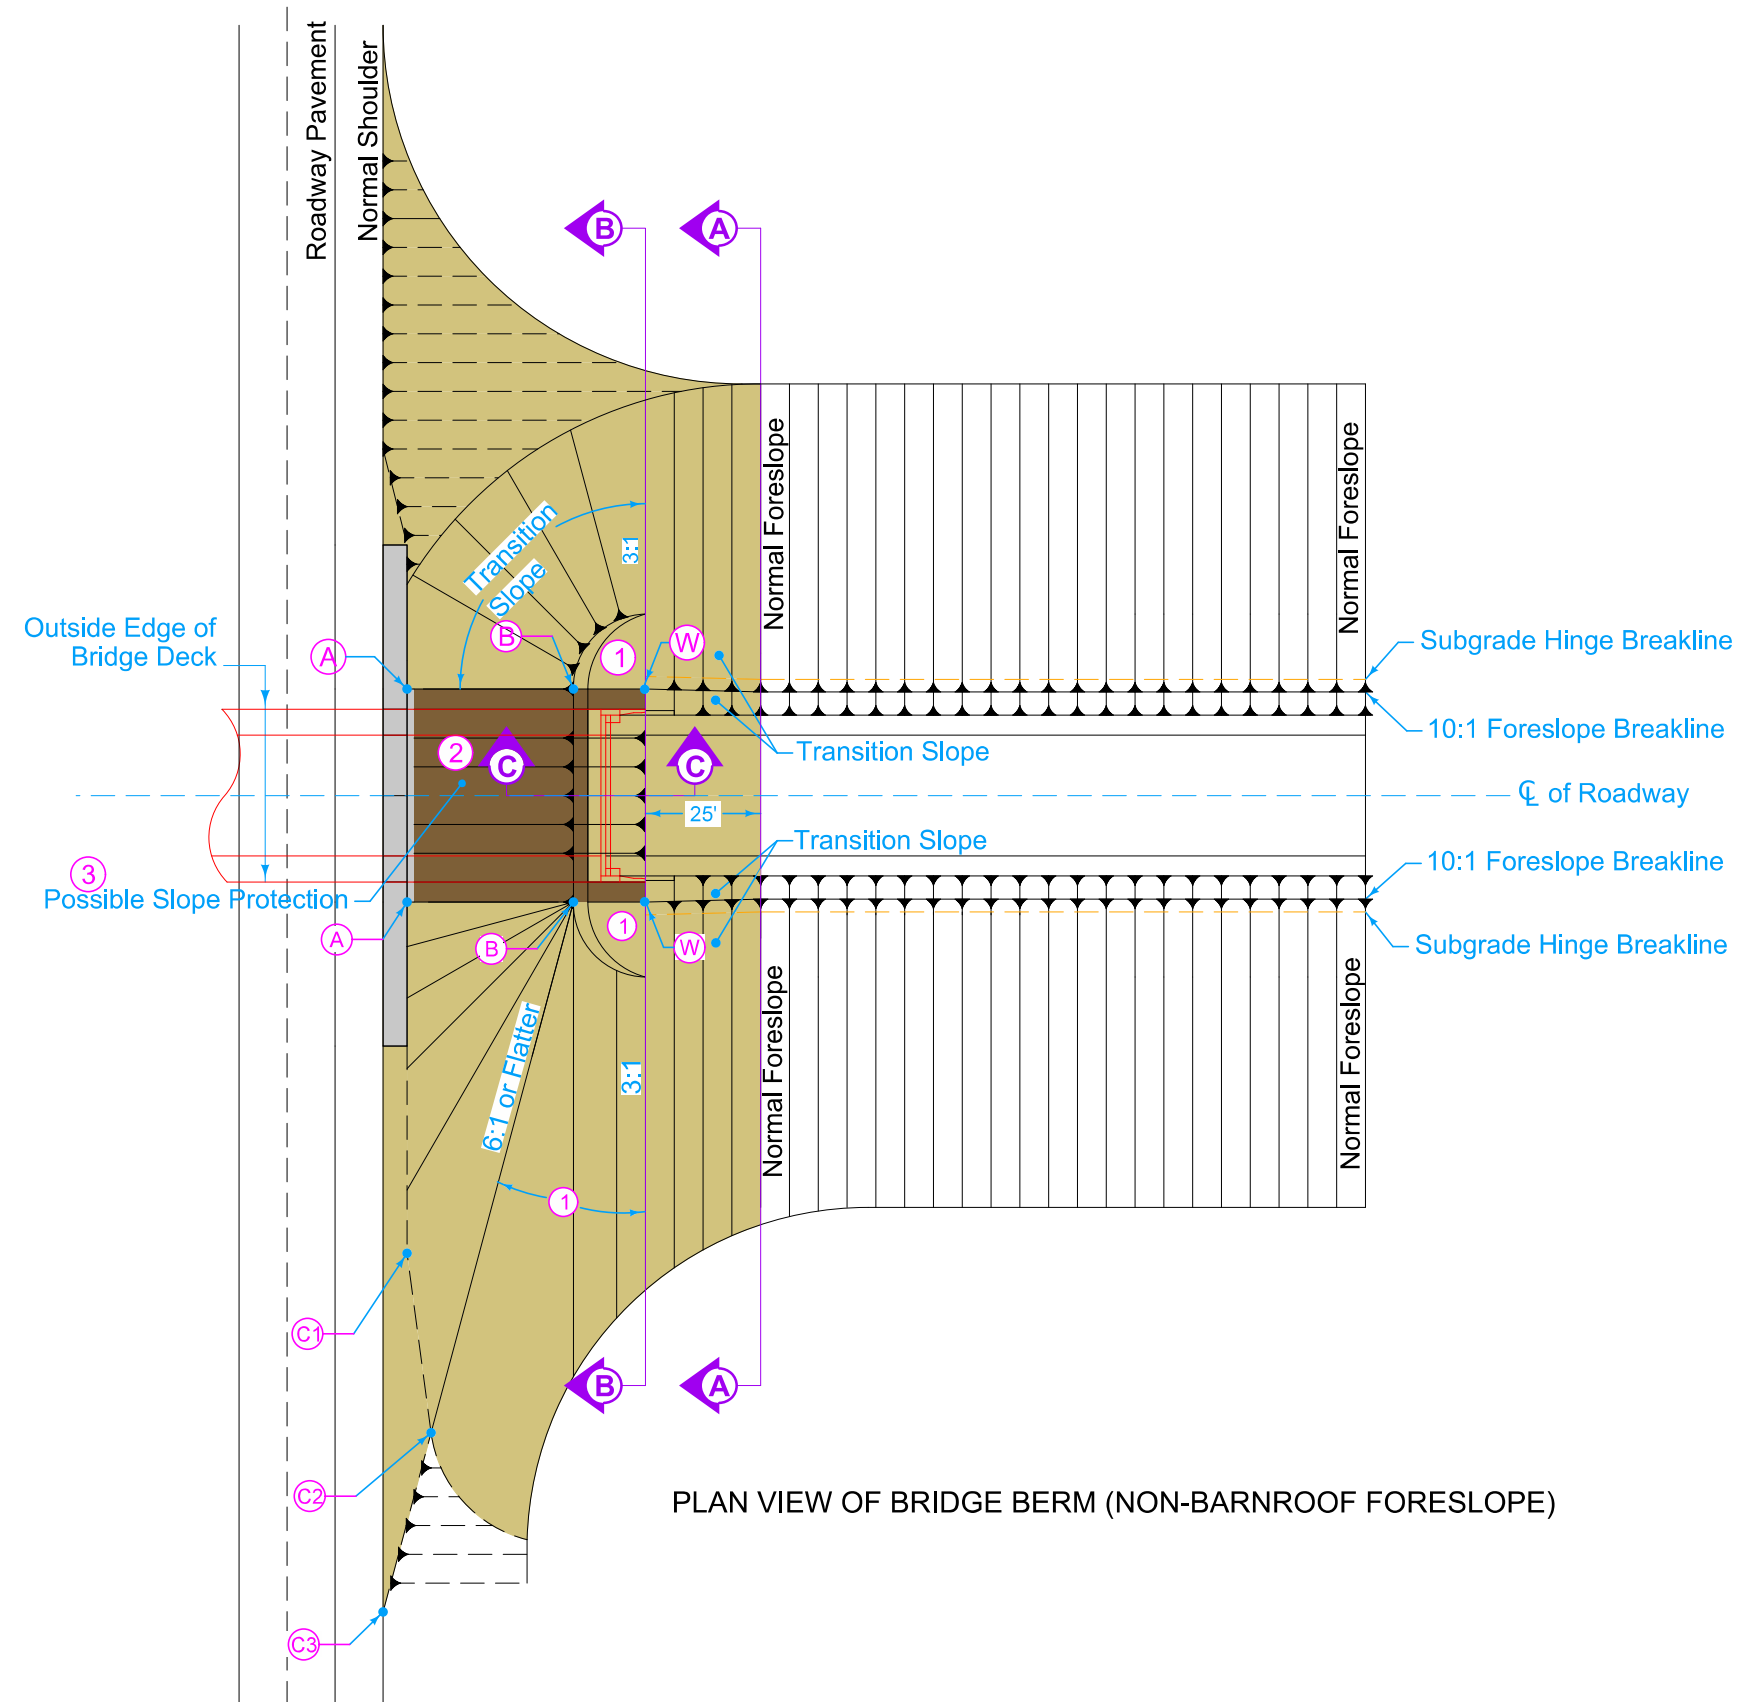 Roadway Pavement
Normal Shoulder
B
A
Normal Foreslope
Normal Foreslope
Transition
Slope
3:1
Outside Edge of
Bridge Deck
A
B
1
W
Subgrade Hinge Breakline
10:1 Foreslope Breakline
2
C
C
Transition Slope
℄ of Roadway
25'
Transition Slope
10:1 Foreslope Breakline
3
Possible Slope Protection
A
B
1
W
Subgrade Hinge Breakline
Normal Foreslope
Normal Foreslope
6:1 or Flatter
3:1
1
C1
B
A
C2
PLAN VIEW OF BRIDGE BERM (NON-BARNROOF FORESLOPE)
C3